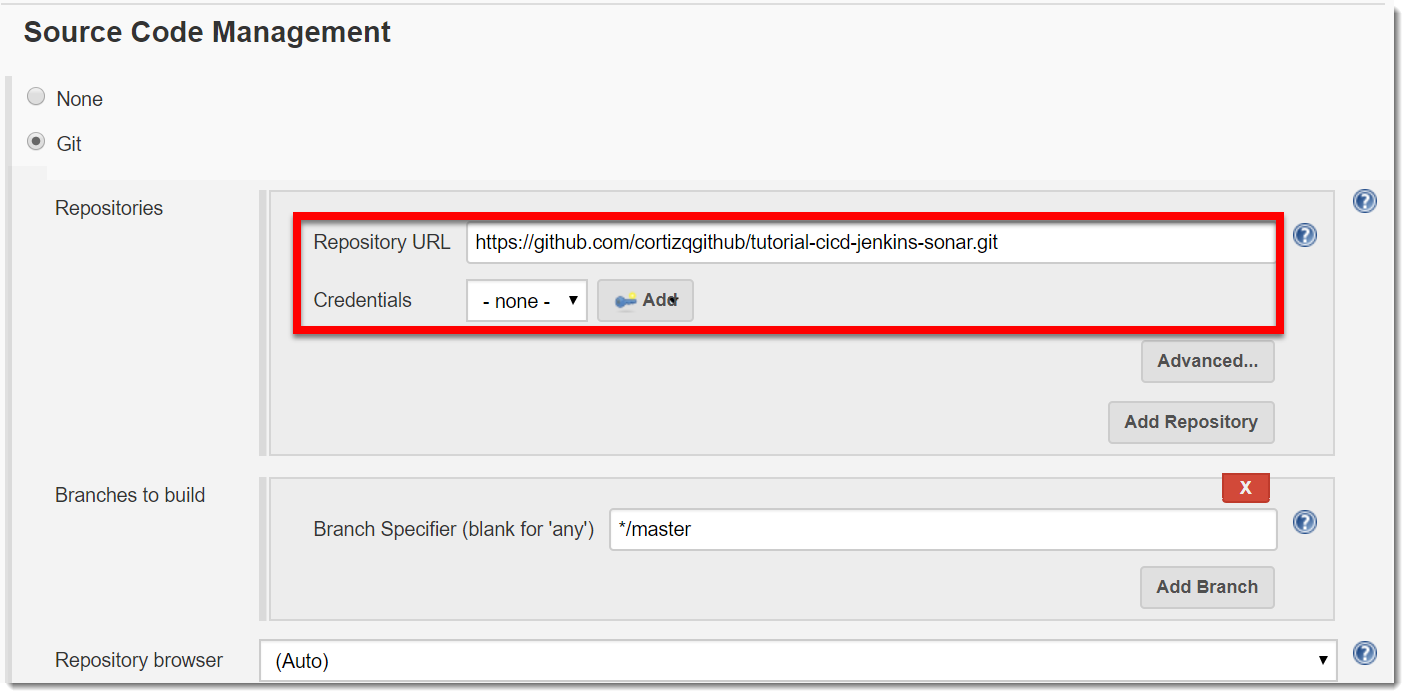 Source Code Management
None
Git
Repositories
Repository URL https://github.com/cortizqgithub/tutorial-cicd-jenkins-sonar.git
Credentials - none - Add
Advanced...
Add Repository
Branches to build
X
Branch Specifier (blank for 'any') */master
Add Branch
Repository browser (Auto)